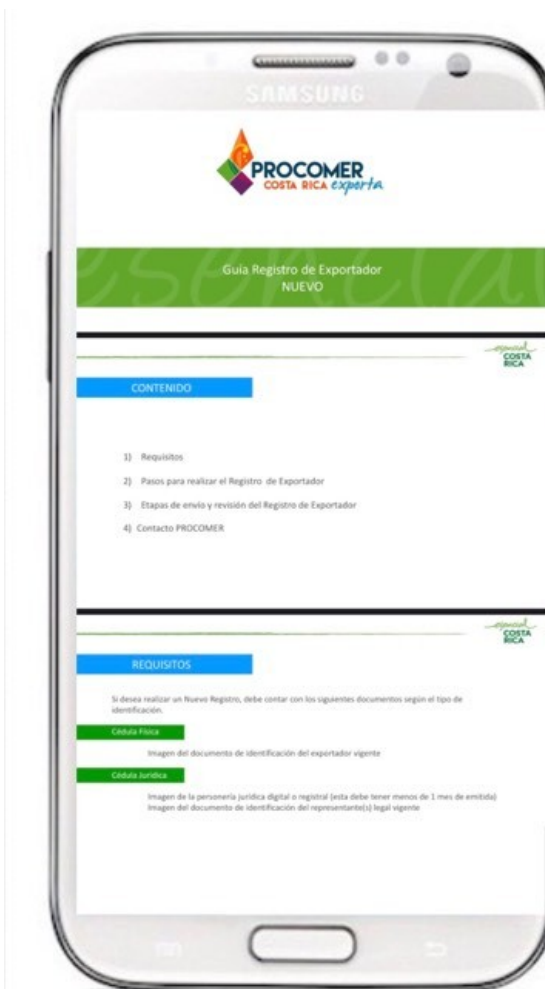 SAMSUNG
PROCOMER
COSTA RICA exporta
esencial
Guía Registro de Exportador
NUEVO
esencial
COSTA
RICA
CONTENIDO
1) Requisitos
2) Pasos para realizar el Registro de Exportador
3) Etapas de envío y revisión del Registro de Exportador
4) Contacto PROCOMER
esencial
COSTA
RICA
REQUISITOS
Si desea realizar un Nuevo Registro, debe contar con los siguientes documentos según el tipo de
identificación.
Cédula Física
Imagen del documento de identificación del exportador vigente
Cédula Jurídica
Imagen de la personería jurídica digital o registral (esta debe tener menos de 1 mes de emitida)
Imagen del documento de identificación del representante(s) legal vigente